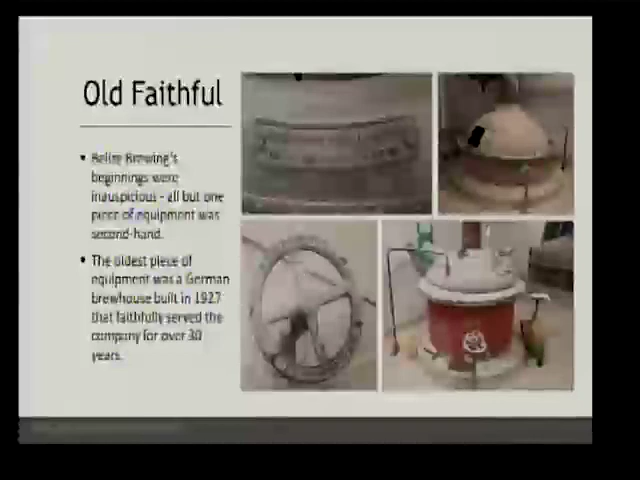 Old Faithful
• Belize Brewing's
beginnings were
inauspicious - all but one
piece of equipment was
second-hand.
• The oldest piece of
equipment was a German
brewhouse built in 1927
that faithfully served the
company for over 30
years.